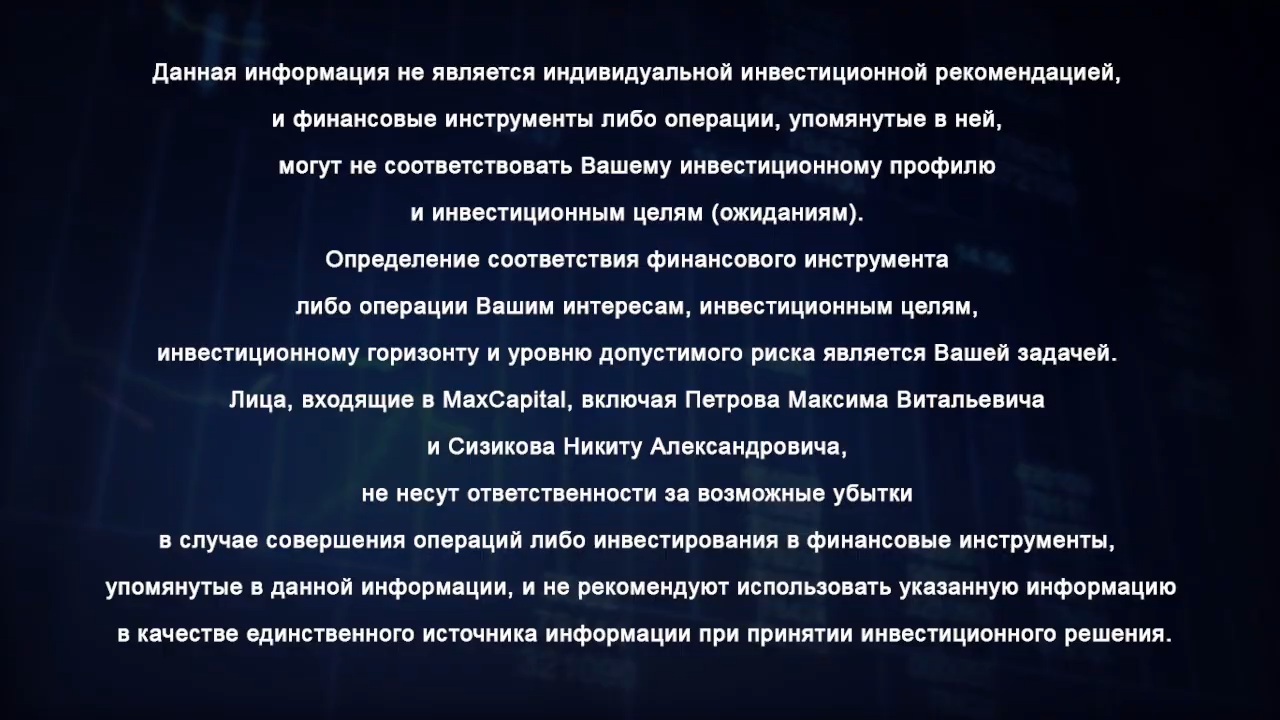 Данная информация не является индивидуальной инвестиционной рекомендацией,
и финансовые инструменты либо операции, упомянутые в ней,
могут не соответствовать Вашему инвестиционному профилю
и инвестиционным целям (ожиданиям).
Определение соответствия финансового инструмента
либо операции Вашим интересам, инвестиционным целям,
инвестиционному горизонту и уровню допустимого риска является Вашей задачей.
Лица, входящие в MaxCapital, включая Петрова Максима Витальевича
и Сизикова Никиту Александровича,
не несут ответственности за возможные убытки
в случае совершения операций либо инвестирования в финансовые инструменты,
упомянутые в данной информации, и не рекомендуют использовать указанную информацию
в качестве единственного источника информации при принятии инвестиционного решения.